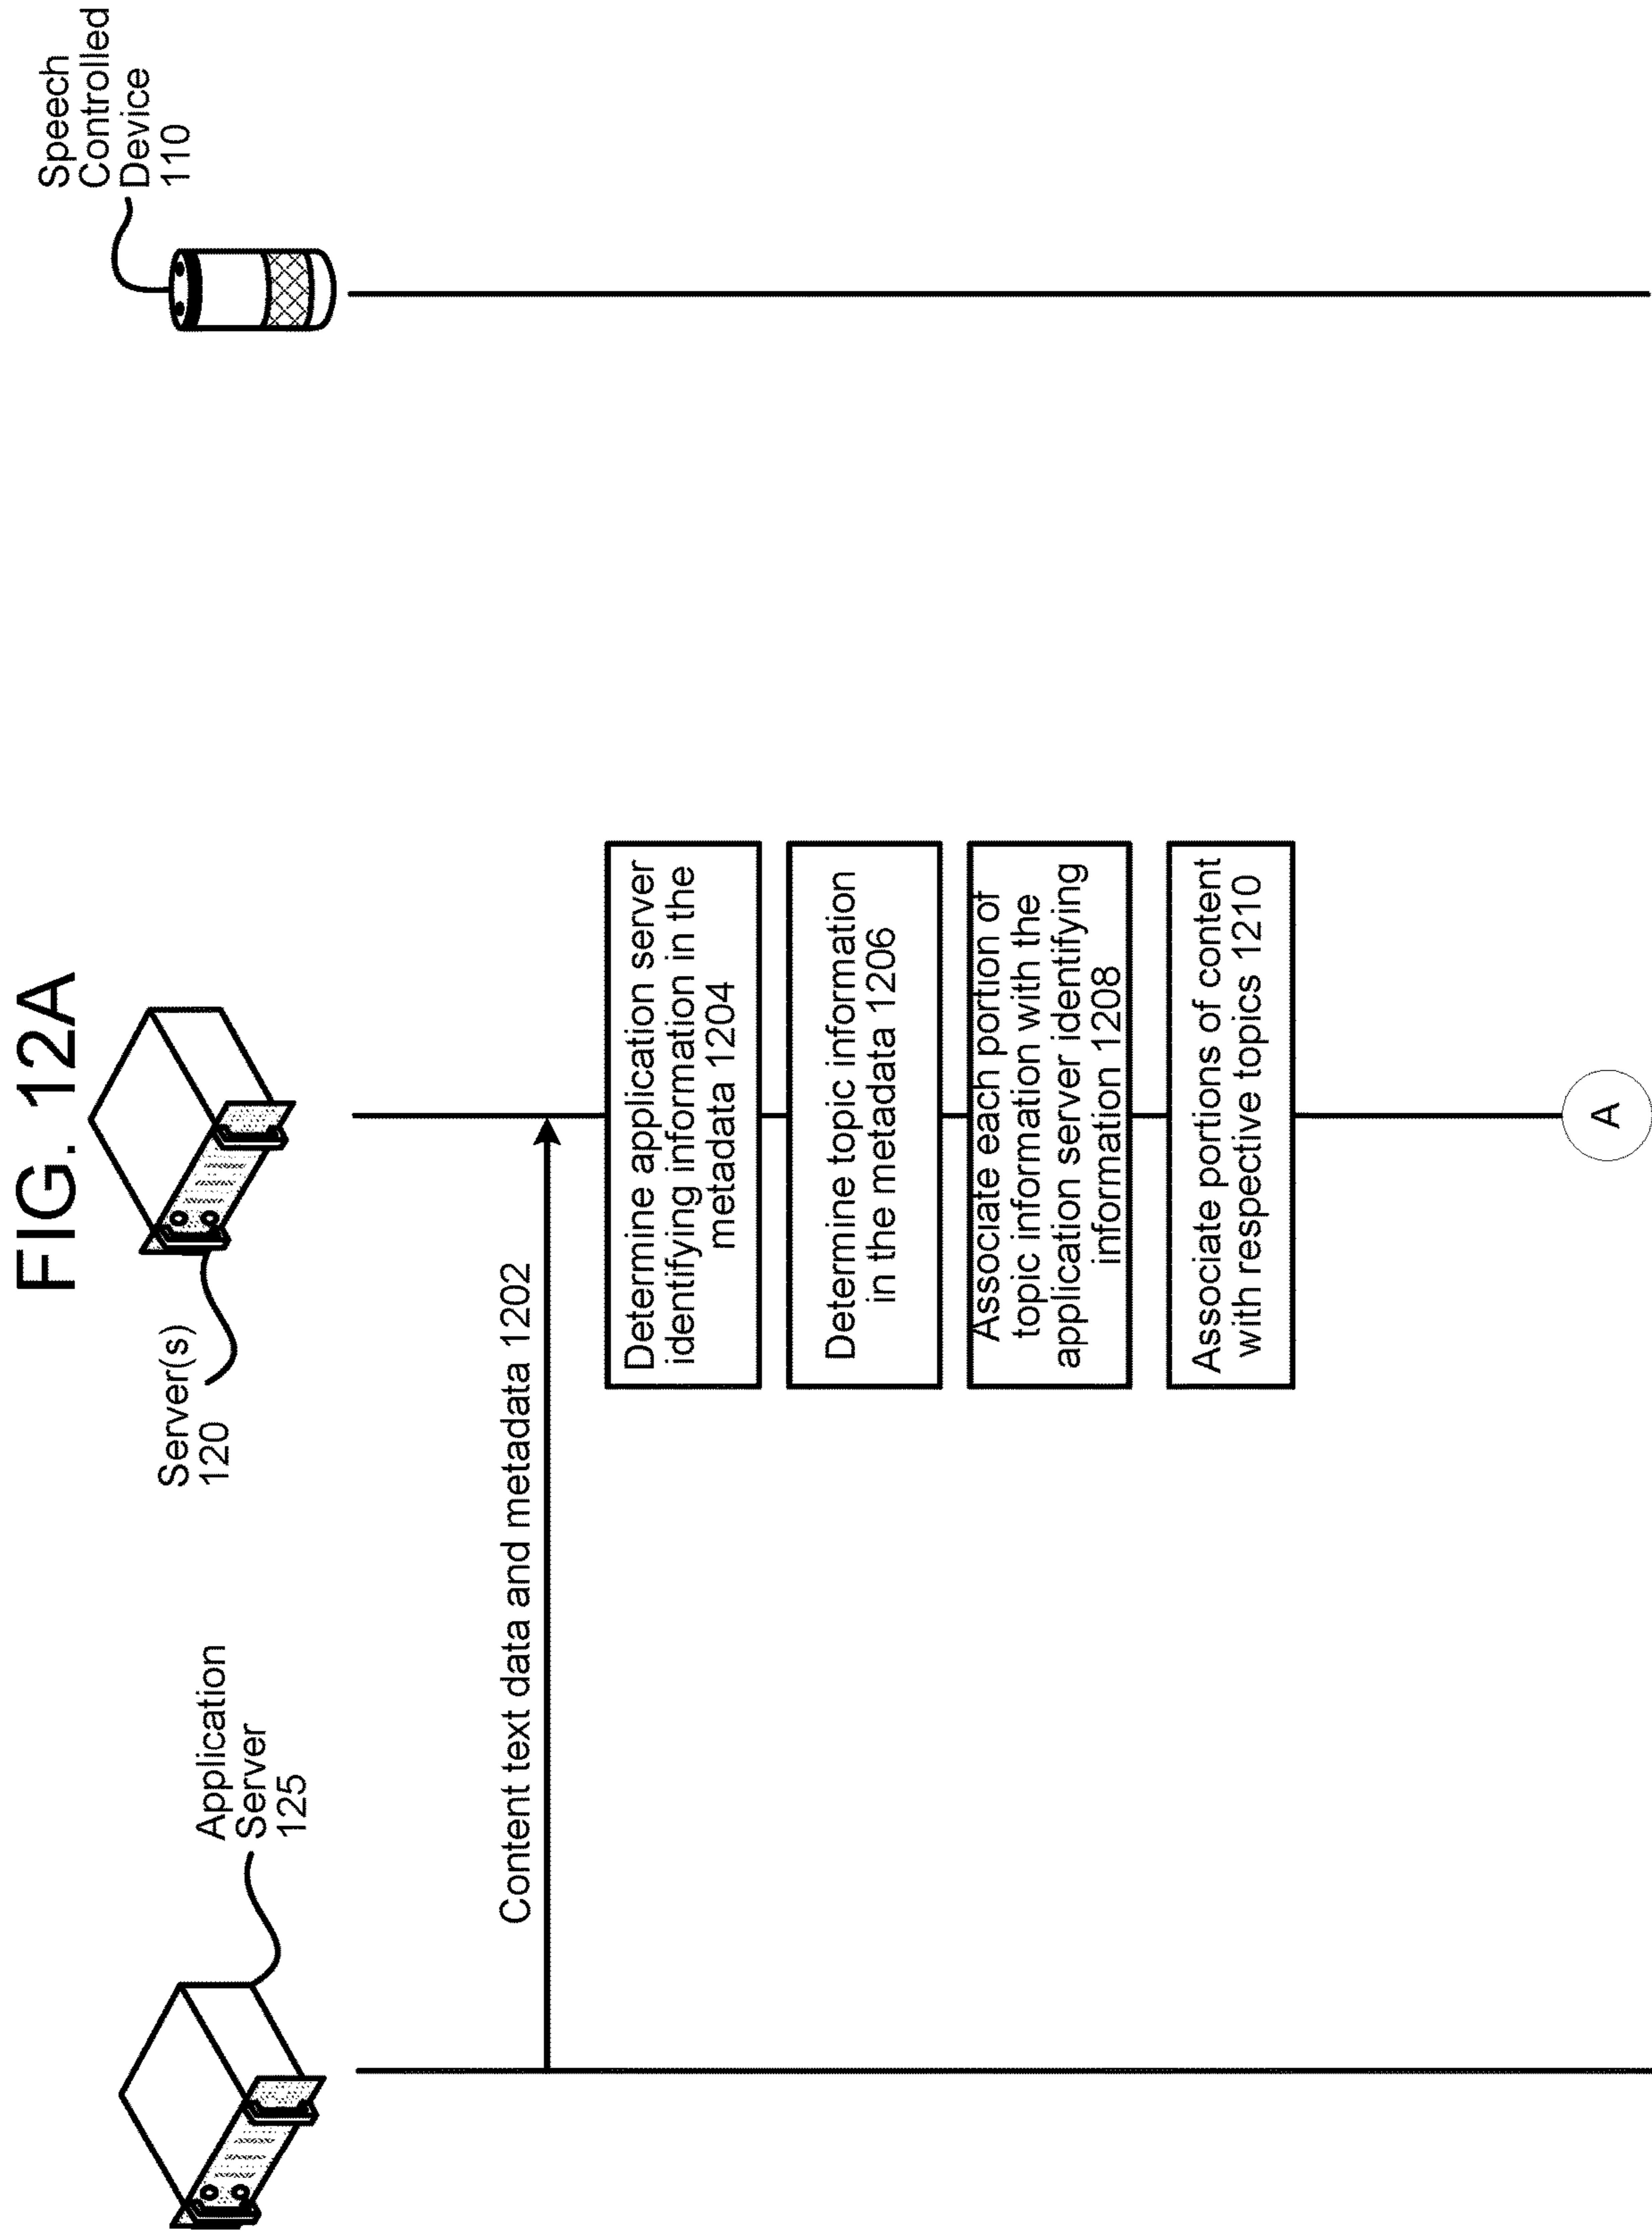 FIG. 12A
Application
Server
125
Server(s)
120
Speech
Controlled
Device
110
Content text data and metadata 1202
Determine application server
identifying information in the
metadata 1204
Determine topic information
in the metadata 1206
Associate each portion of
topic information with the
application server identifying
information 1208
Associate portions of content
with respective topics 1210
A